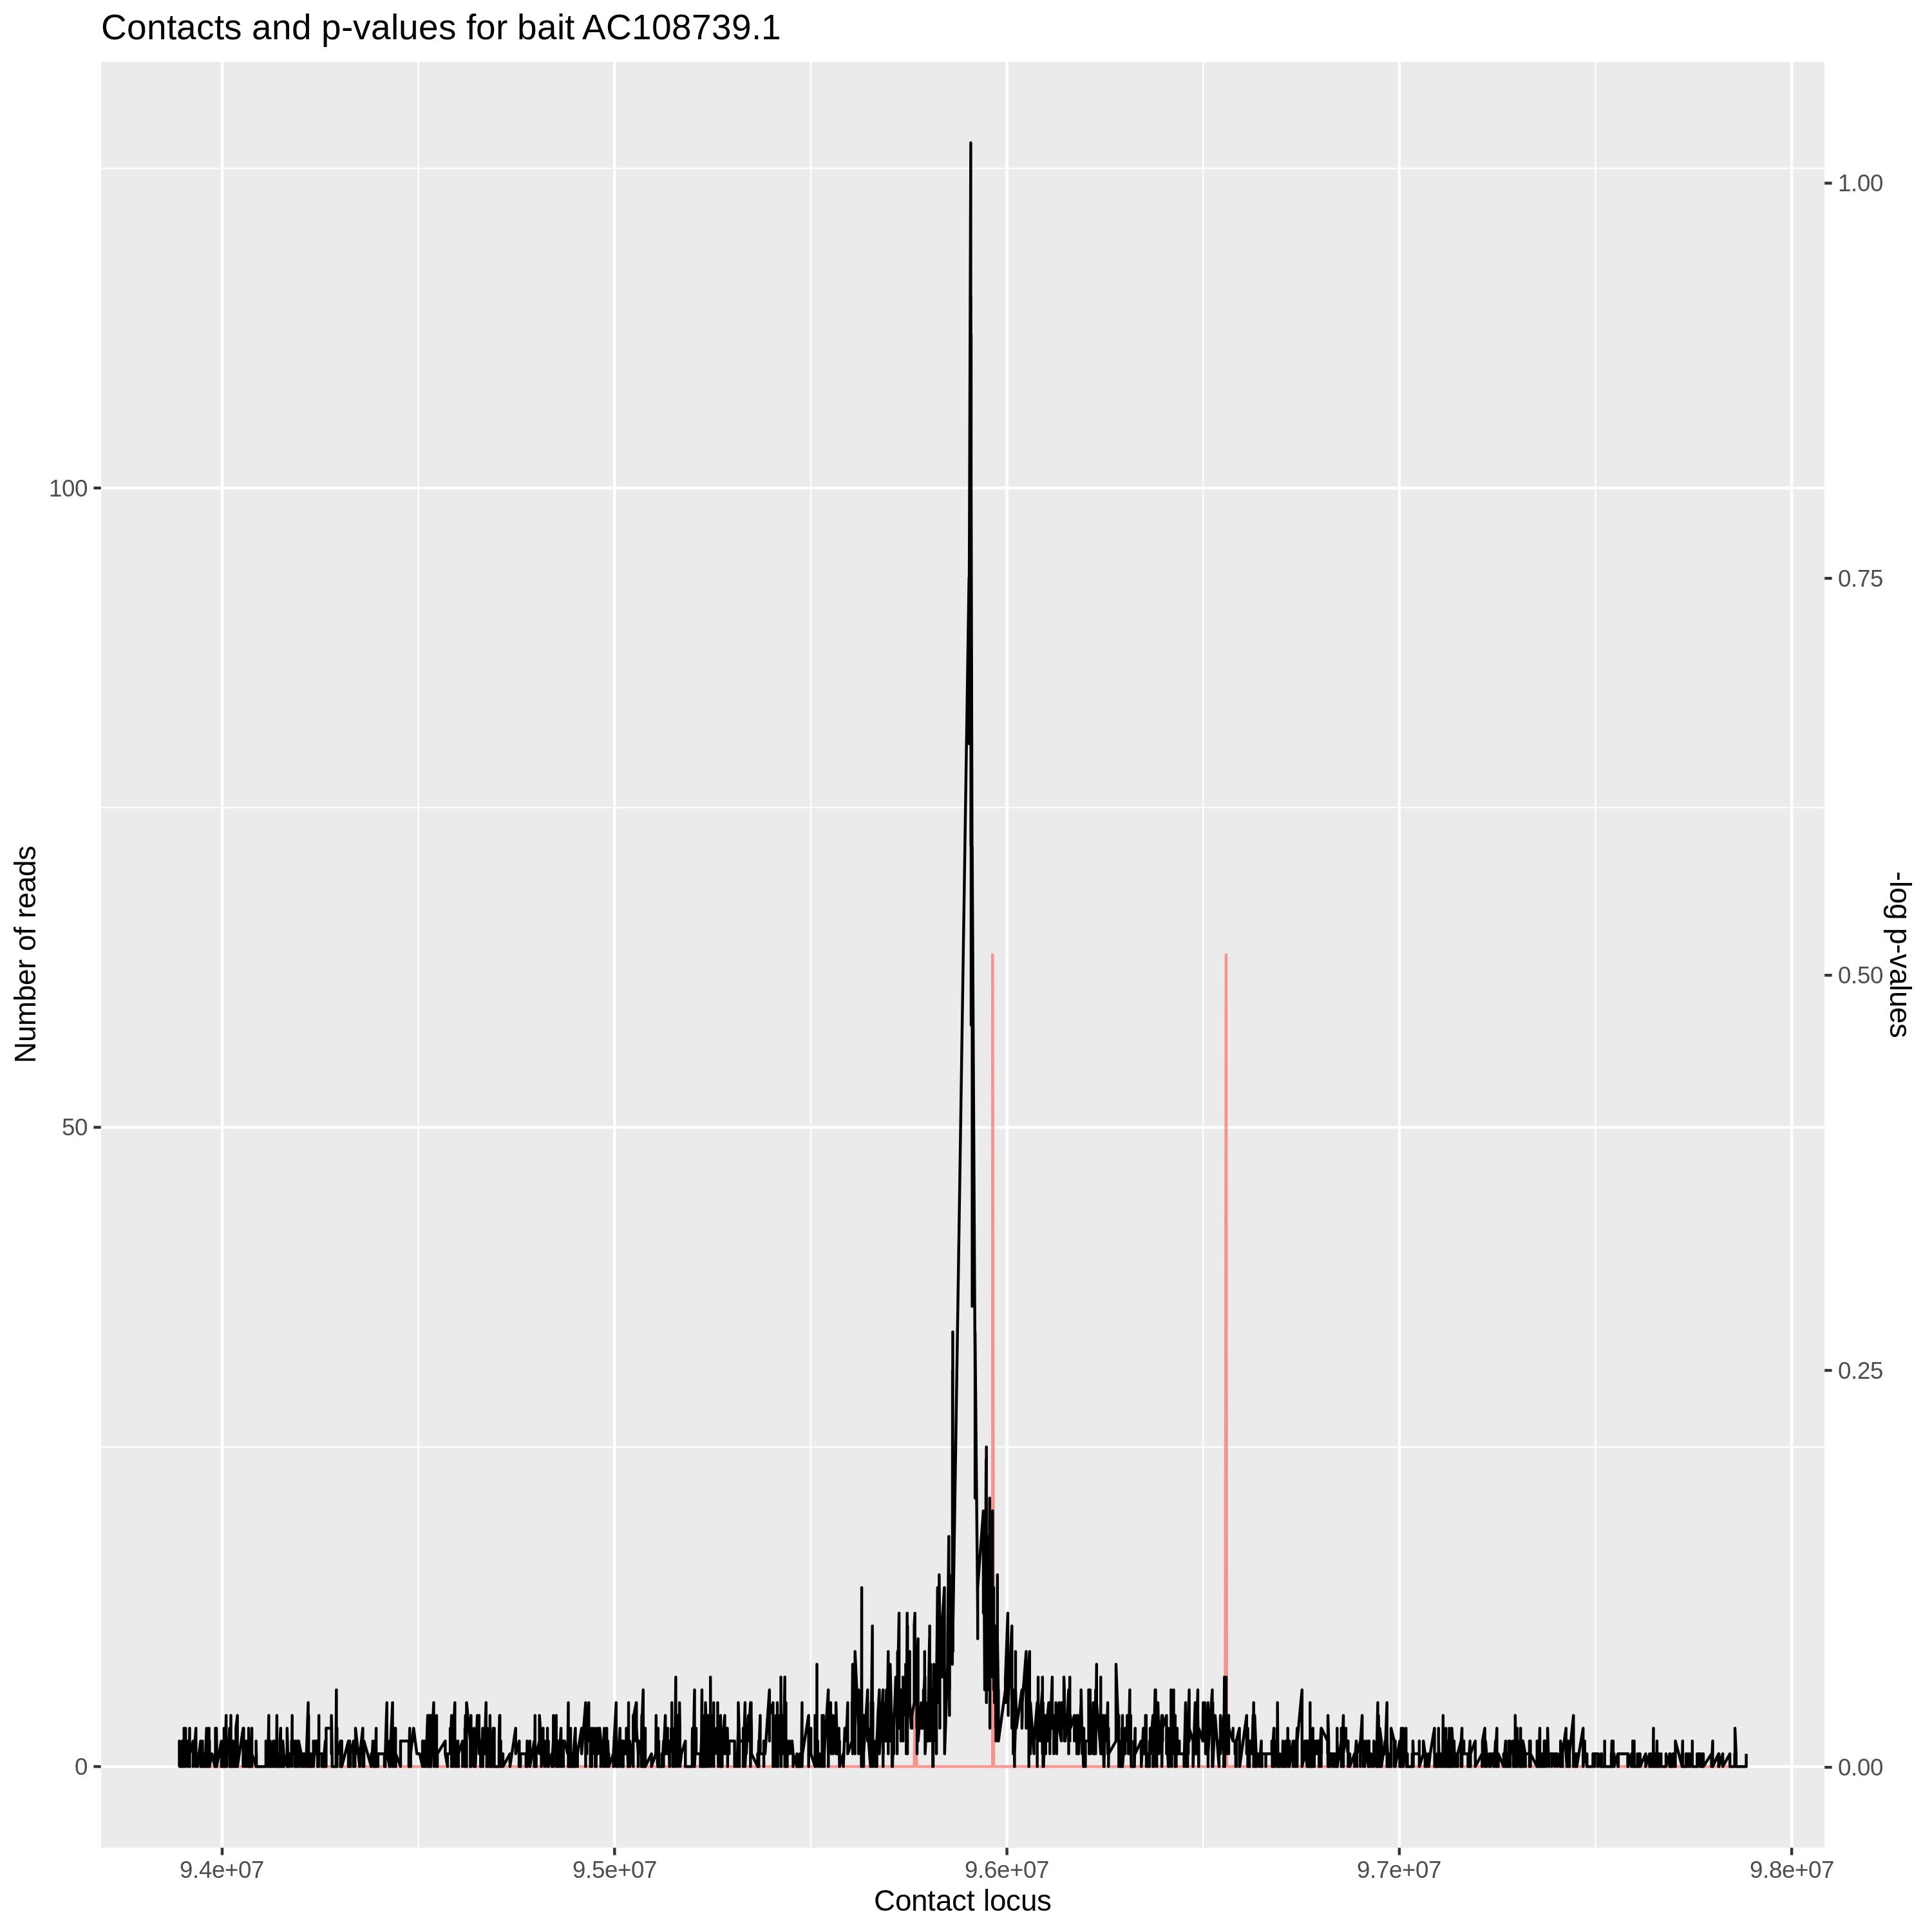 Contacts and p-values for bait AC108739.1
Number of reads
100
50
0
1.00
0.75
0.50
0.25
0.00
-log p-values
9.4e+07
9.5e+07
9.6e+07
9.7e+07
9.8e+07
Contact locus